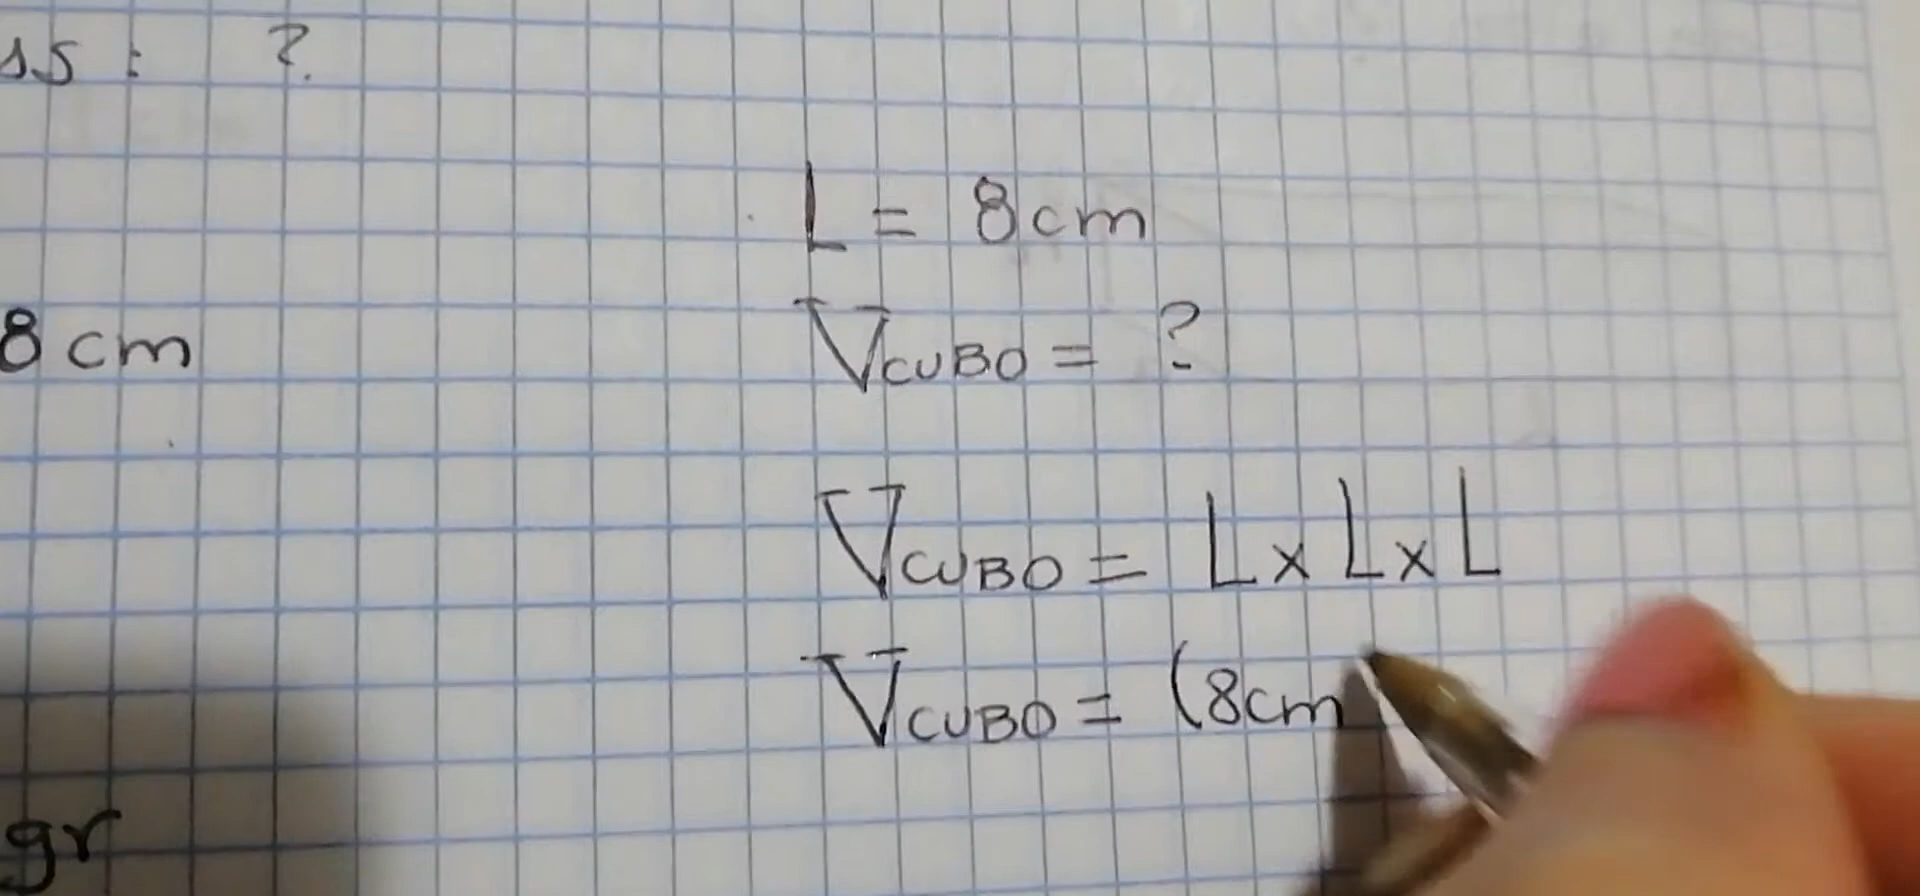 : ?
L = 8cm
VCUBO = ?
8 cm
VCUBO = L x L x L
VCUBO = (8cm
gr